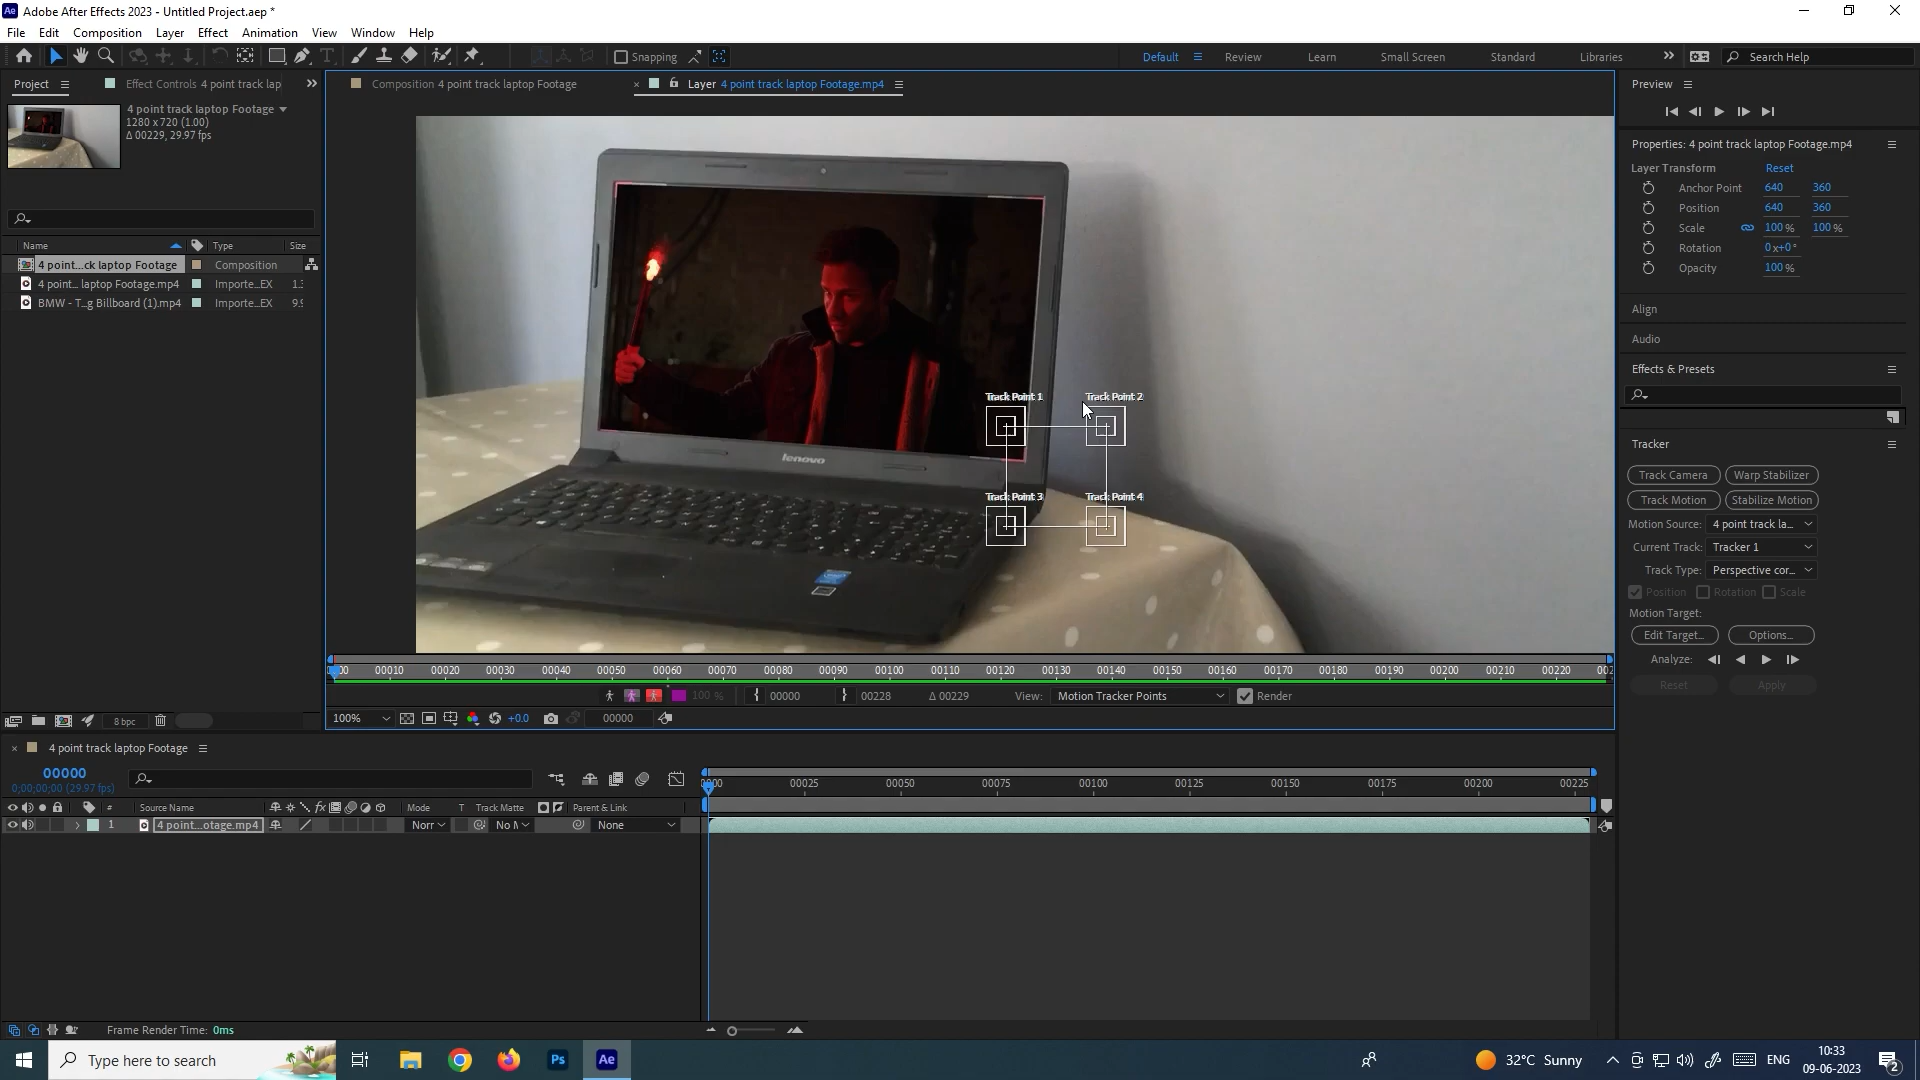 Ae Adobe After Effects 2023 - Untitled Project.aep *
File Edit Composition Layer Effect Animation View Window Help
Snapping Default Review Learn Small Screen Standard Libraries Search Help
Project Effect Controls 4 point track lap
4 point track laptop Footage
1280 x 720 (1.00)
Δ 00229, 29.97 fps
Name Type Size
4 point...ck laptop Footage Composition
4 point... laptop Footage.mp4 Importe...EX 1.3
BMW - T...g Billboard (1).mp4 Importe...EX 9.9
8 bpc
Composition 4 point track laptop Footage
Layer 4 point track laptop Footage.mp4
Track Point 1 Track Point 2
lenovo
Track Point 3 Track Point 4
00010 00020 00030 00040 00050 00060 00070 00080 00090 00100 00110 00120 00130 00140 00150 00160 00170 00180 00190 00200 00210 00220
100 % 00000 00228 Δ 00229 View: Motion Tracker Points Render
100% +0.0 00000
Preview
Properties: 4 point track laptop Footage.mp4
Layer Transform Reset
Anchor Point 640 360
Position 640 360
Scale 100 % 100 %
Rotation 0x+0°
Opacity 100 %
Align
Audio
Effects & Presets
Tracker
Track Camera Warp Stabilizer
Track Motion Stabilize Motion
Motion Source: 4 point track la...
Current Track: Tracker 1
Track Type: Perspective cor...
Position Rotation Scale
Motion Target:
Edit Target... Options...
Analyze:
Reset Apply
4 point track laptop Footage
00000
0;00;00;00 (29.97 fps)
# Source Name fx Mode T Track Matte Parent & Link
1 4 point...otage.mp4 Norr No M None
00025 00050 00075 00100 00125 00150 00175 00200 00225
Frame Render Time: 0ms
Type here to search Ps Ae 32°C Sunny ENG 10:33
09-06-2023
2